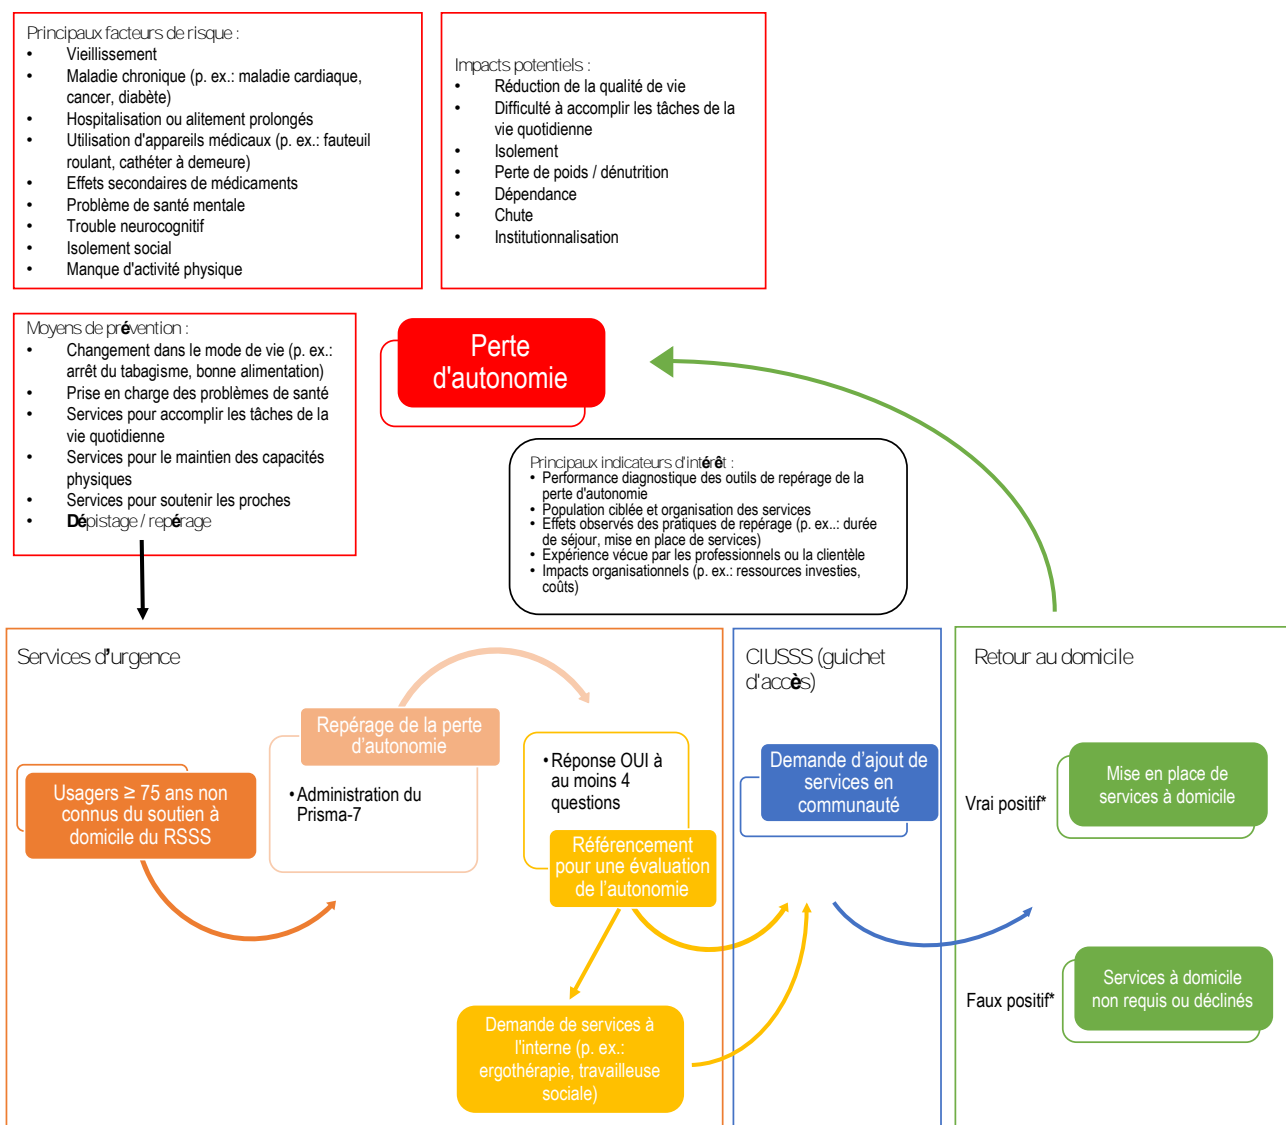 Principaux facteurs de risque :
• Vieillissement
• Maladie chronique (p. ex.: maladie cardiaque,
cancer, diabète)
• Hospitalisation ou alitement prolongés
• Utilisation d'appareils médicaux (p. ex.: fauteuil
roulant, cathéter à demeure)
• Effets secondaires de médicaments
• Problème de santé mentale
• Trouble neurocognitif
• Isolement social
• Manque d'activité physique
Impacts potentiels :
• Réduction de la qualité de vie
• Difficulté à accomplir les tâches de la
vie quotidienne
• Isolement
• Perte de poids / dénutrition
• Dépendance
• Chute
• Institutionnalisation
Moyens de prévention :
• Changement dans le mode de vie (p. ex.:
arrêt du tabagisme, bonne alimentation)
• Prise en charge des problèmes de santé
• Services pour accomplir les tâches de la
vie quotidienne
• Services pour le maintien des capacités
physiques
• Services pour soutenir les proches
• Dépistage / repérage
Perte
d'autonomie
Principaux indicateurs d'intérêt :
• Performance diagnostique des outils de repérage de la
perte d'autonomie
• Population ciblée et organisation des services
• Effets observés des pratiques de repérage (p. ex..: durée
de séjour, mise en place de services)
• Expérience vécue par les professionnels ou la clientèle
• Impacts organisationnels (p. ex.: ressources investies,
coûts)
Services d'urgence
Usagers ≥ 75 ans non
connus du soutien à
domicile du RSSS
Repérage de la perte
d'autonomie
• Administration du
Prisma-7
• Réponse OUI à
au moins 4
questions
Référencement
pour une évaluation
de l'autonomie
Demande de services à
l'interne (p. ex.:
ergothérapie, travailleuse
sociale)
CIUSSS (guichet
d'accès)
Demande d'ajout de
services en
communauté
Retour au domicile
Vrai positif*
Mise en place de
services à domicile
Faux positif*
Services à domicile
non requis ou déclinés